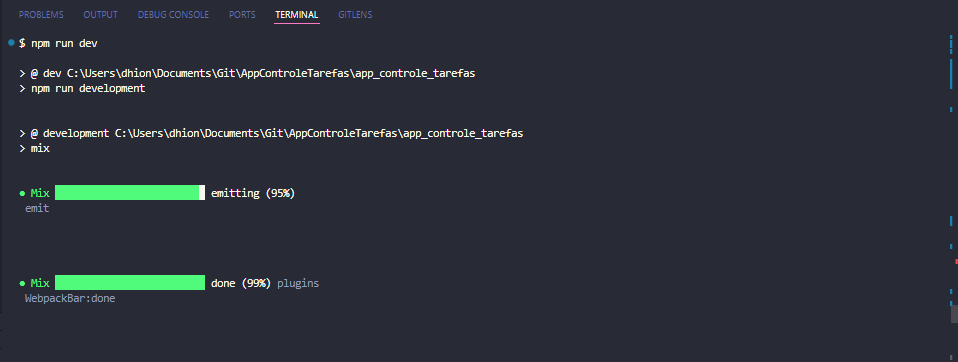 PROBLEMS OUTPUT DEBUG CONSOLE PORTS TERMINAL GITLENS
$ npm run dev
> @ dev C:\Users\dhion\Documents\Git\AppControleTarefas\app_controle_tarefas
> npm run development
> @ development C:\Users\dhion\Documents\Git\AppControleTarefas\app_controle_tarefas
> mix
● Mix emitting (95%)
emit
● Mix done (99%) plugins
WebpackBar:done